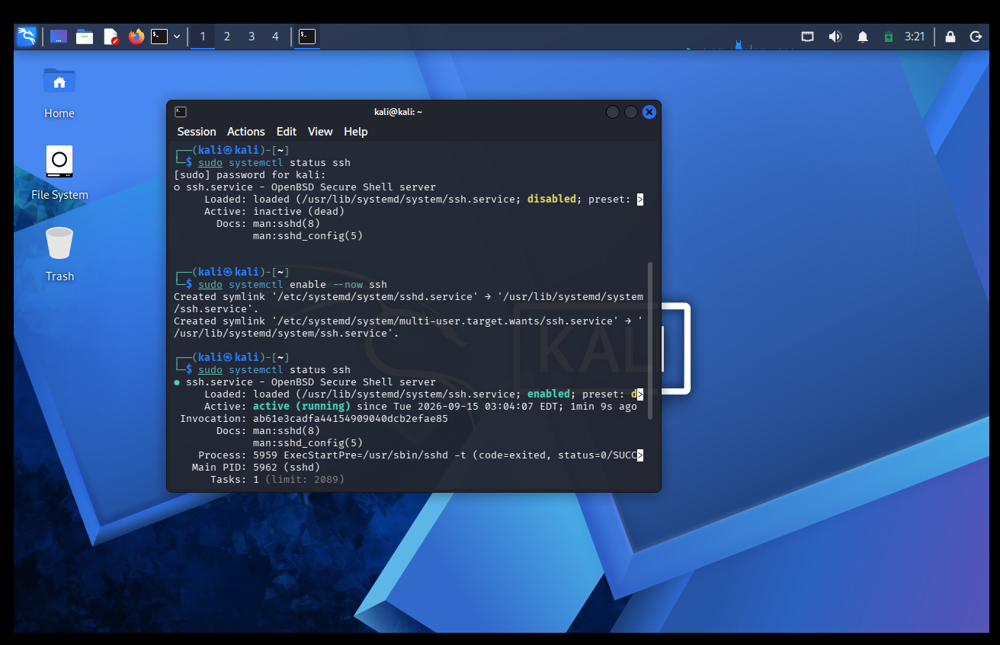 1 2 3 4
3:21
Home
File System
Trash
kali@kali: ~
Session Actions Edit View Help
┌──(kali㉿kali)-[~]
└─$ sudo systemctl status ssh
[sudo] password for kali:
○ ssh.service - OpenBSD Secure Shell server
Loaded: loaded (/usr/lib/systemd/system/ssh.service; disabled; preset: >
Active: inactive (dead)
Docs: man:sshd(8)
man:sshd_config(5)
┌──(kali㉿kali)-[~]
└─$ sudo systemctl enable --now ssh
Created symlink '/etc/systemd/system/sshd.service' → '/usr/lib/systemd/system
/ssh.service'.
Created symlink '/etc/systemd/system/multi-user.target.wants/ssh.service' → '
/usr/lib/systemd/system/ssh.service'.
┌──(kali㉿kali)-[~]
└─$ sudo systemctl status ssh
● ssh.service - OpenBSD Secure Shell server
Loaded: loaded (/usr/lib/systemd/system/ssh.service; enabled; preset: d>
Active: active (running) since Tue 2026-09-15 03:04:07 EDT; 1min 9s ago
Invocation: ab61e3cadfa44154909040dcb2efae85
Docs: man:sshd(8)
man:sshd_config(5)
Process: 5959 ExecStartPre=/usr/sbin/sshd -t (code=exited, status=0/SUCC>
Main PID: 5962 (sshd)
Tasks: 1 (limit: 2089)
KALI